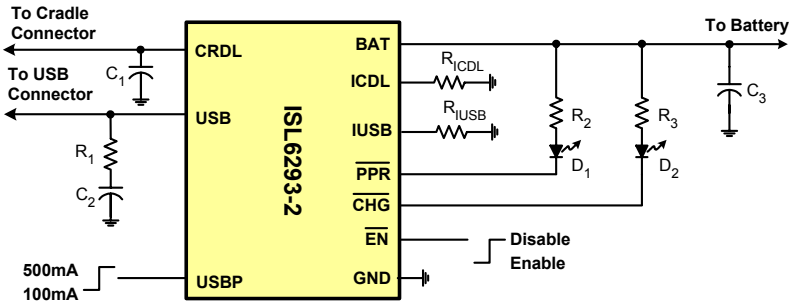 To Cradle
Connector
CRDL
C1
To USB
Connector
USB
R1
C2
500mA
100mA
USBP
ISL6293-2
BAT
To Battery
ICDL
RICDL
IUSB
RIUSB
PPR
CHG
EN
GND
R2
D1
R3
D2
C3
Disable
Enable